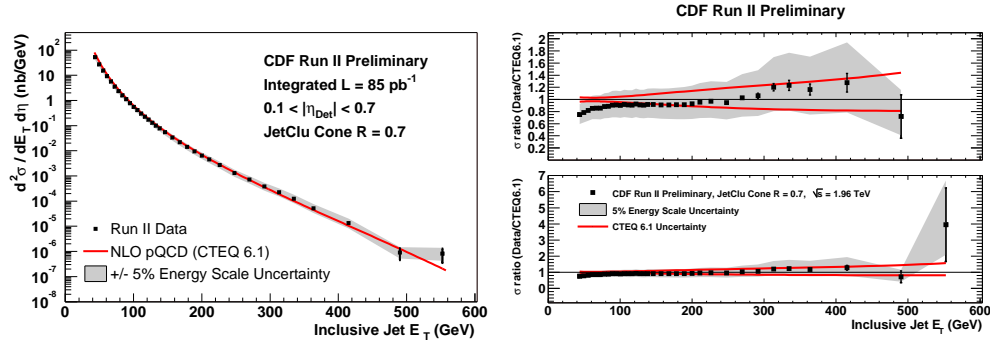 CDF Run II Preliminary
Integrated L = 85 pb-1
0.1 < |ηDet| < 0.7
JetClu Cone R = 0.7
d2σ / dET dη (nb/GeV)
102
10
1
10-1
10-2
10-3
10-4
10-5
10-6
10-7
10-8
Run II Data
NLO pQCD (CTEQ 6.1)
+/- 5% Energy Scale Uncertainty
0 100 200 300 400 500 600
Inclusive Jet ET (GeV)
CDF Run II Preliminary
σ ratio (Data/CTEQ6.1)
2
1.8
1.6
1.4
1.2
1
0.8
0.6
0.4
0.2
0 100 200 300 400 500 600
σ ratio (Data/CTEQ6.1)
7
6
5
4
3
2
1
0
CDF Run II Preliminary, JetClu Cone R = 0.7, √s = 1.96 TeV
5% Energy Scale Uncertainty
CTEQ 6.1 Uncertainty
0 100 200 300 400 500 600
Inclusive Jet ET (GeV)